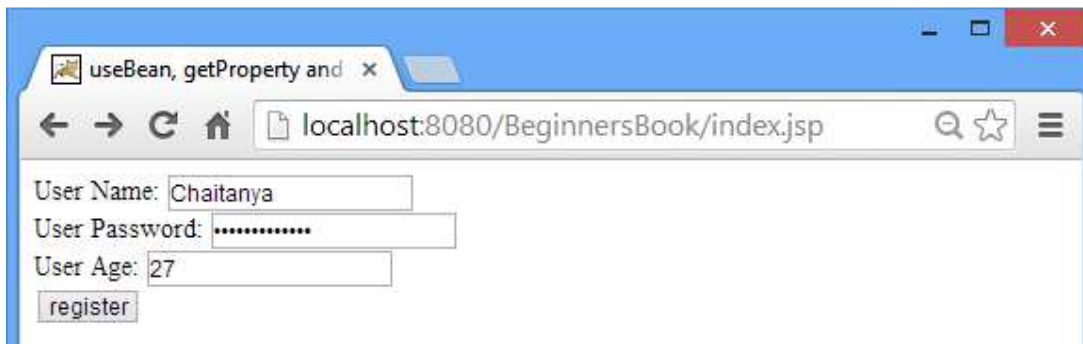 useBean, getProperty and
localhost:8080/BeginnersBook/index.jsp
User Name: Chaitanya
User Password: •••••••••••••
User Age: 27
register